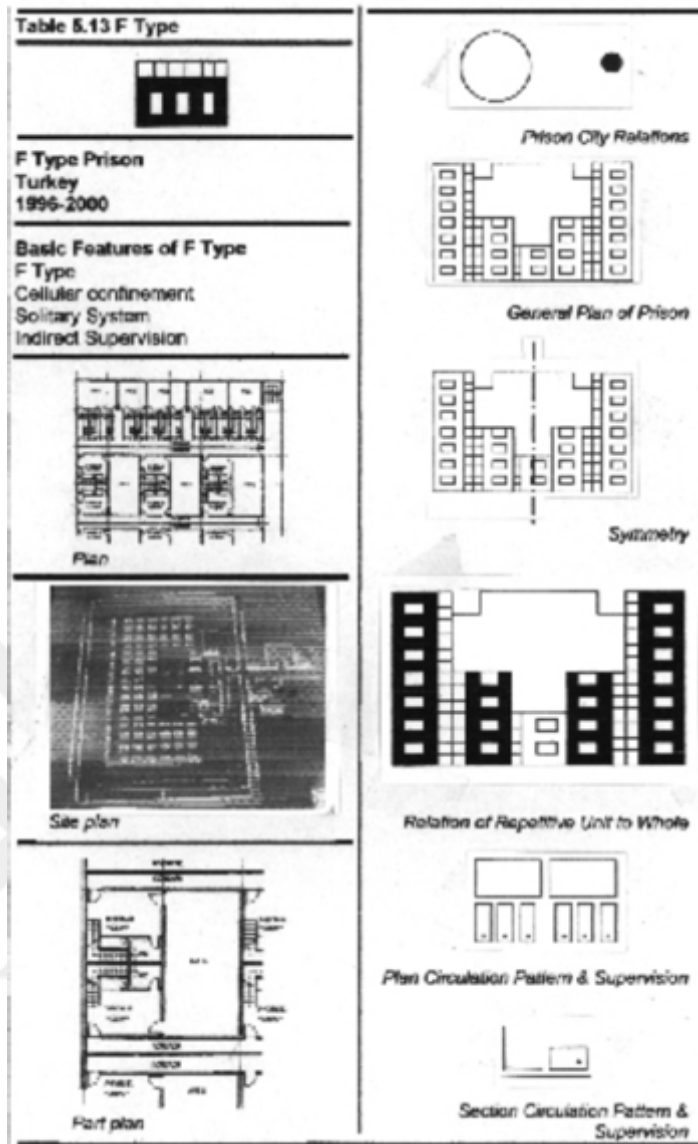 Table 5.13 F Type
F Type Prison
Turkey
1996-2000
Basic Features of F Type
F Type
Cellular confinement
Solitary System
Indirect Supervision
Plan
Site plan
Part plan
Prison City Relations
General Plan of Prison
Symmetry
Relation of Repetitive Unit to Whole
Plan Circulation Pattern & Supervision
Section Circulation Pattern &
Supervision